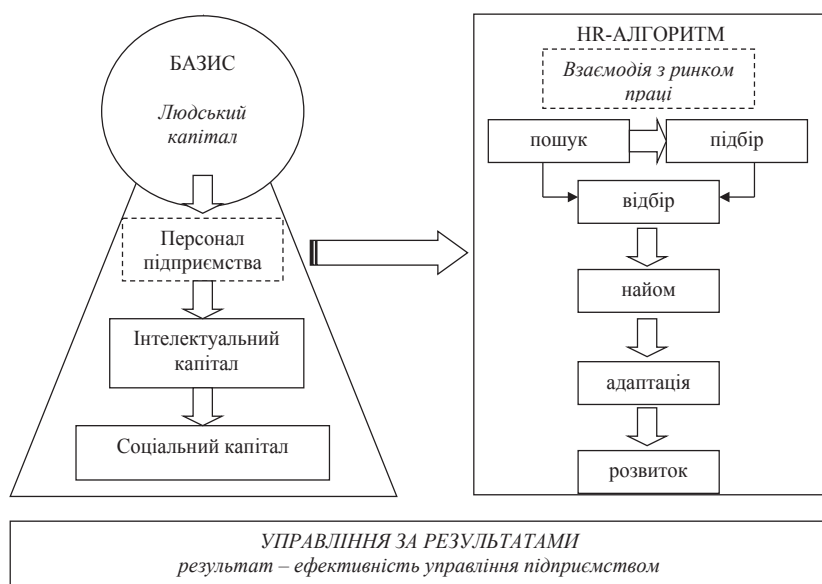 БАЗИС
Людський
капітал
Персонал
підприємства
Інтелектуальний
капітал
Соціальний капітал
HR-АЛГОРИТМ
Взаємодія з ринком
праці
пошук
підбір
відбір
найом
адаптація
розвиток
УПРАВЛІННЯ ЗА РЕЗУЛЬТАТАМИ
результат – ефективність управління підприємством